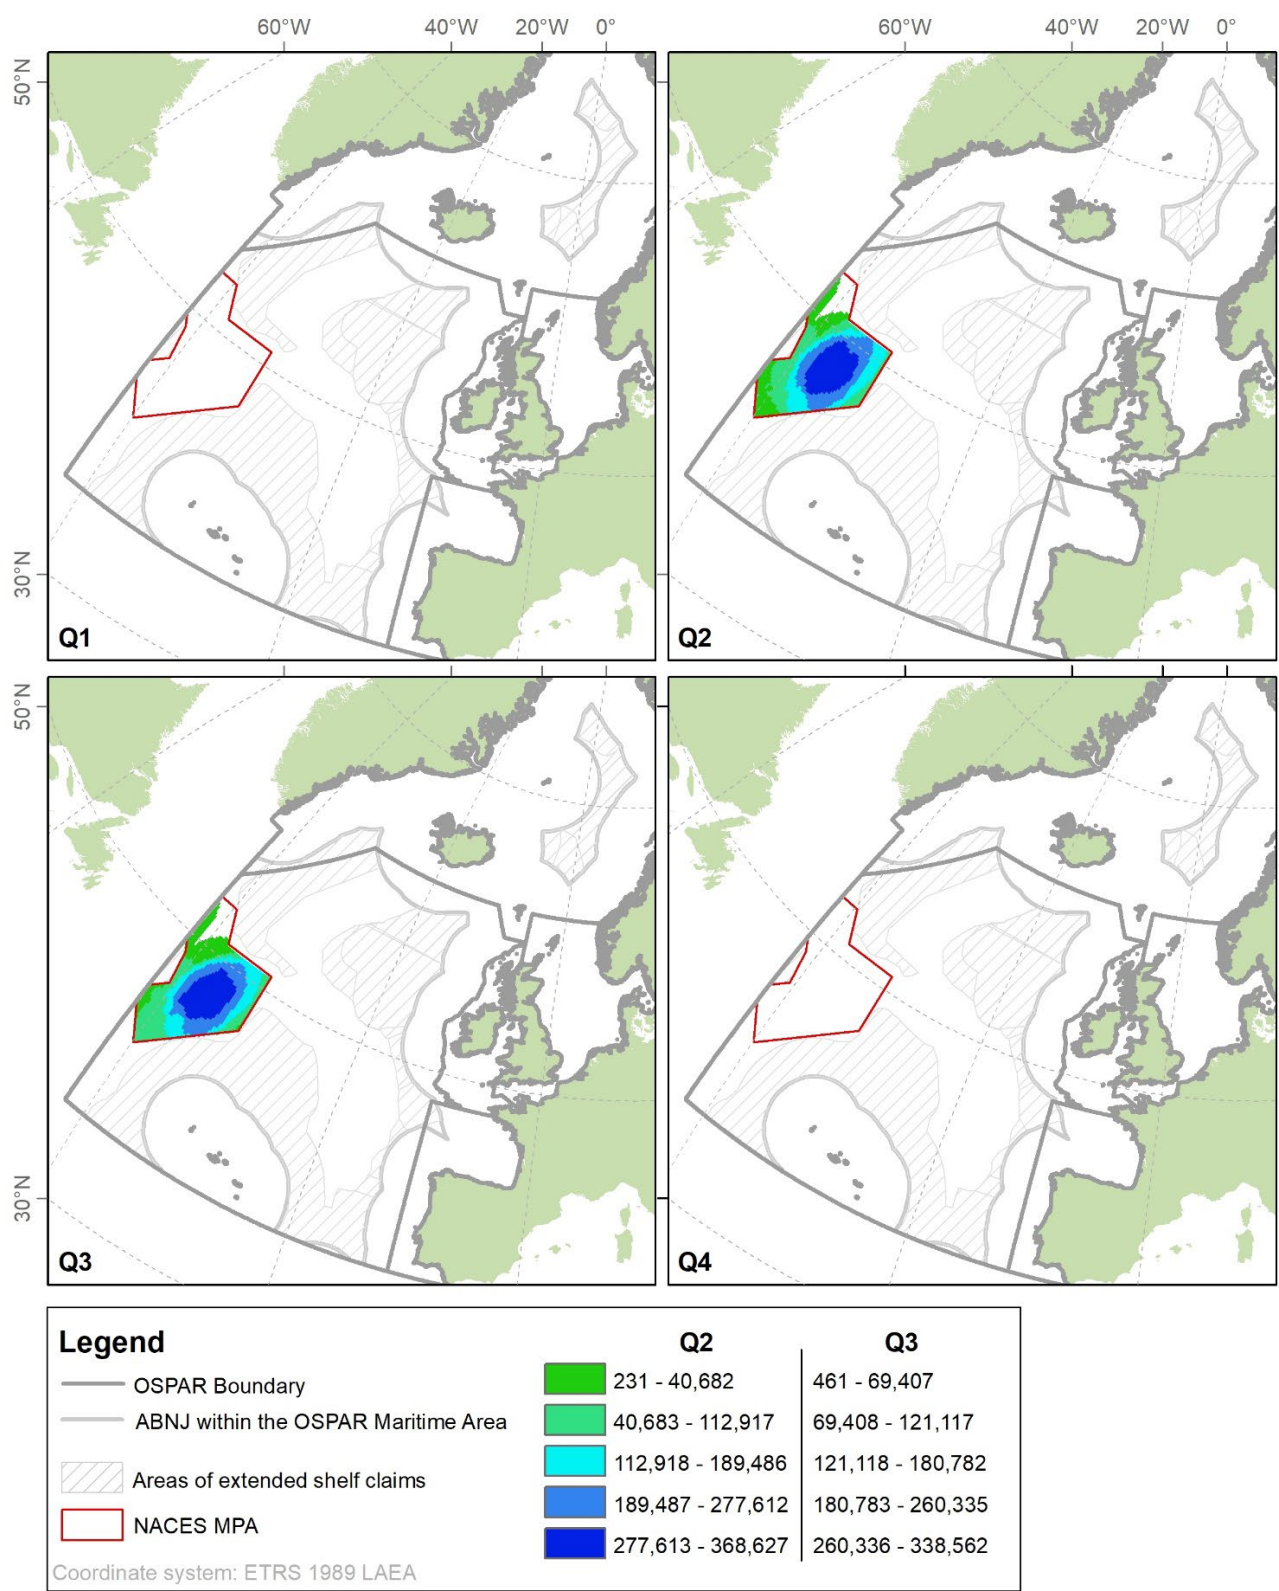 60°W 40°W 20°W 0° 60°W 40°W 20°W 0°
50°N
30°N
Q1 Q2
50°N
30°N
Q3 Q4
Legend
OSPAR Boundary
ABNJ within the OSPAR Maritime Area
Areas of extended shelf claims
NACES MPA
Coordinate system: ETRS 1989 LAEA
Q2 Q3
231 - 40,682 461 - 69,407
40,683 - 112,917 69,408 - 121,117
112,918 - 189,486 121,118 - 180,782
189,487 - 277,612 180,783 - 260,335
277,613 - 368,627 260,336 - 338,562